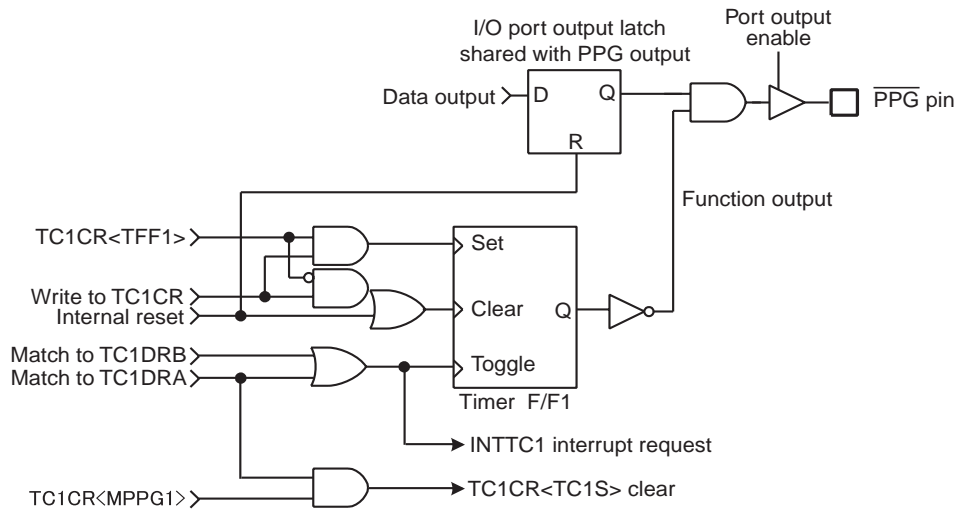 I/O port output latch
shared with PPG output
Port output
enable
Data output
D
Q
R
PPG pin
Function output
TC1CR<TFF1>
Set
Write to TC1CR
Internal reset
Clear
Q
Match to TC1DRB
Match to TC1DRA
Toggle
Timer F/F1
INTTC1 interrupt request
TC1CR<MPPG1>
TC1CR<TC1S> clear